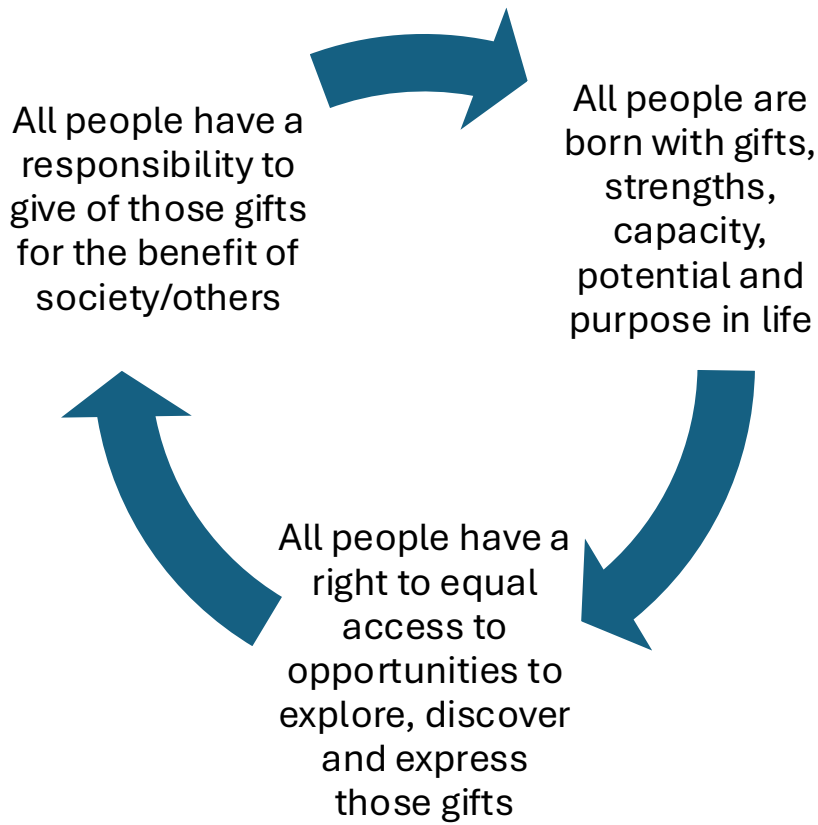 All people are
born with gifts,
strengths,
capacity,
potential and
purpose in life
All people have a
right to equal
access to
opportunities to
explore, discover
and express
those gifts
All people have a
responsibility to
give of those gifts
for the benefit of
society/others